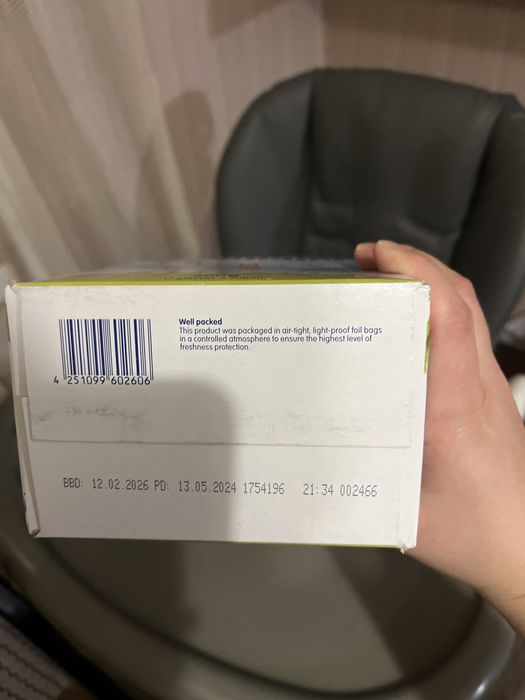 Well packed
This product was packaged in air-tight, light-proof foil bags
in a controlled atmosphere to ensure the highest level of
freshness protection.
4 251099 602606
BBD: 12.02.2026 PD: 13.05.2024 1754196 21:34 002466